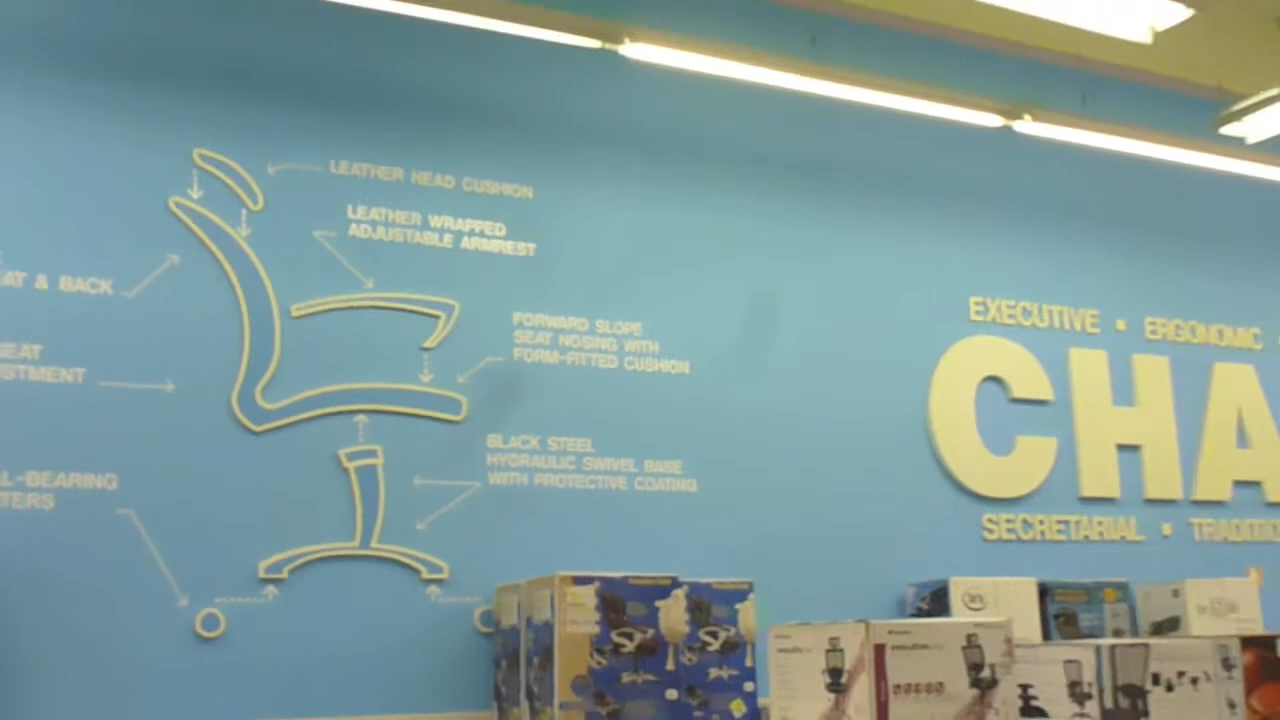 LEATHER HEAD CUSHION
LEATHER WRAPPED
ADJUSTABLE ARMREST
AT & BACK
FORWARD SLOPE
SEAT NOSING WITH
FORM-FITTED CUSHION
EAT
STMENT
BLACK STEEL
HYDRAULIC SWIVEL BASE
WITH PROTECTIVE COATING
L-BEARING
TERS
EXECUTIVE • ERGONOMIC
CHA
SECRETARIAL • TRADITIO